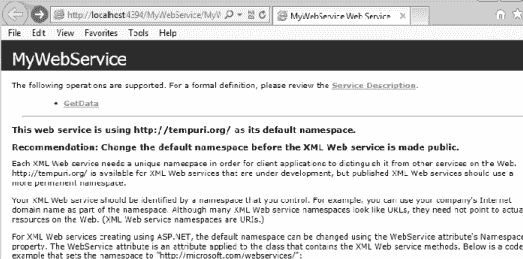 http://localhost:4394/MyWebService/MyW
MyWebService Web Service
File Edit View Favorites Tools Help
MyWebService
The following operations are supported. For a formal definition, please review the Service Description.
• GetData
This web service is using http://tempuri.org/ as its default namespace.
Recommendation: Change the default namespace before the XML Web service is made public.
Each XML Web service needs a unique namespace in order for client applications to distinguish it from other services on the Web.
http://tempuri.org/ is available for XML Web services that are under development, but published XML Web services should use a
more permanent namespace.
Your XML Web service should be identified by a namespace that you control. For example, you can use your company's Internet
domain name as part of the namespace. Although many XML Web service namespaces look like URLs, they need not point to actua
resources on the Web. (XML Web service namespaces are URIs.)
For XML Web services creating using ASP.NET, the default namespace can be changed using the WebService attribute's Namespac
property. The WebService attribute is an attribute applied to the class that contains the XML Web service methods. Below is a code
example that sets the namespace to "http://microsoft.com/webservices/":